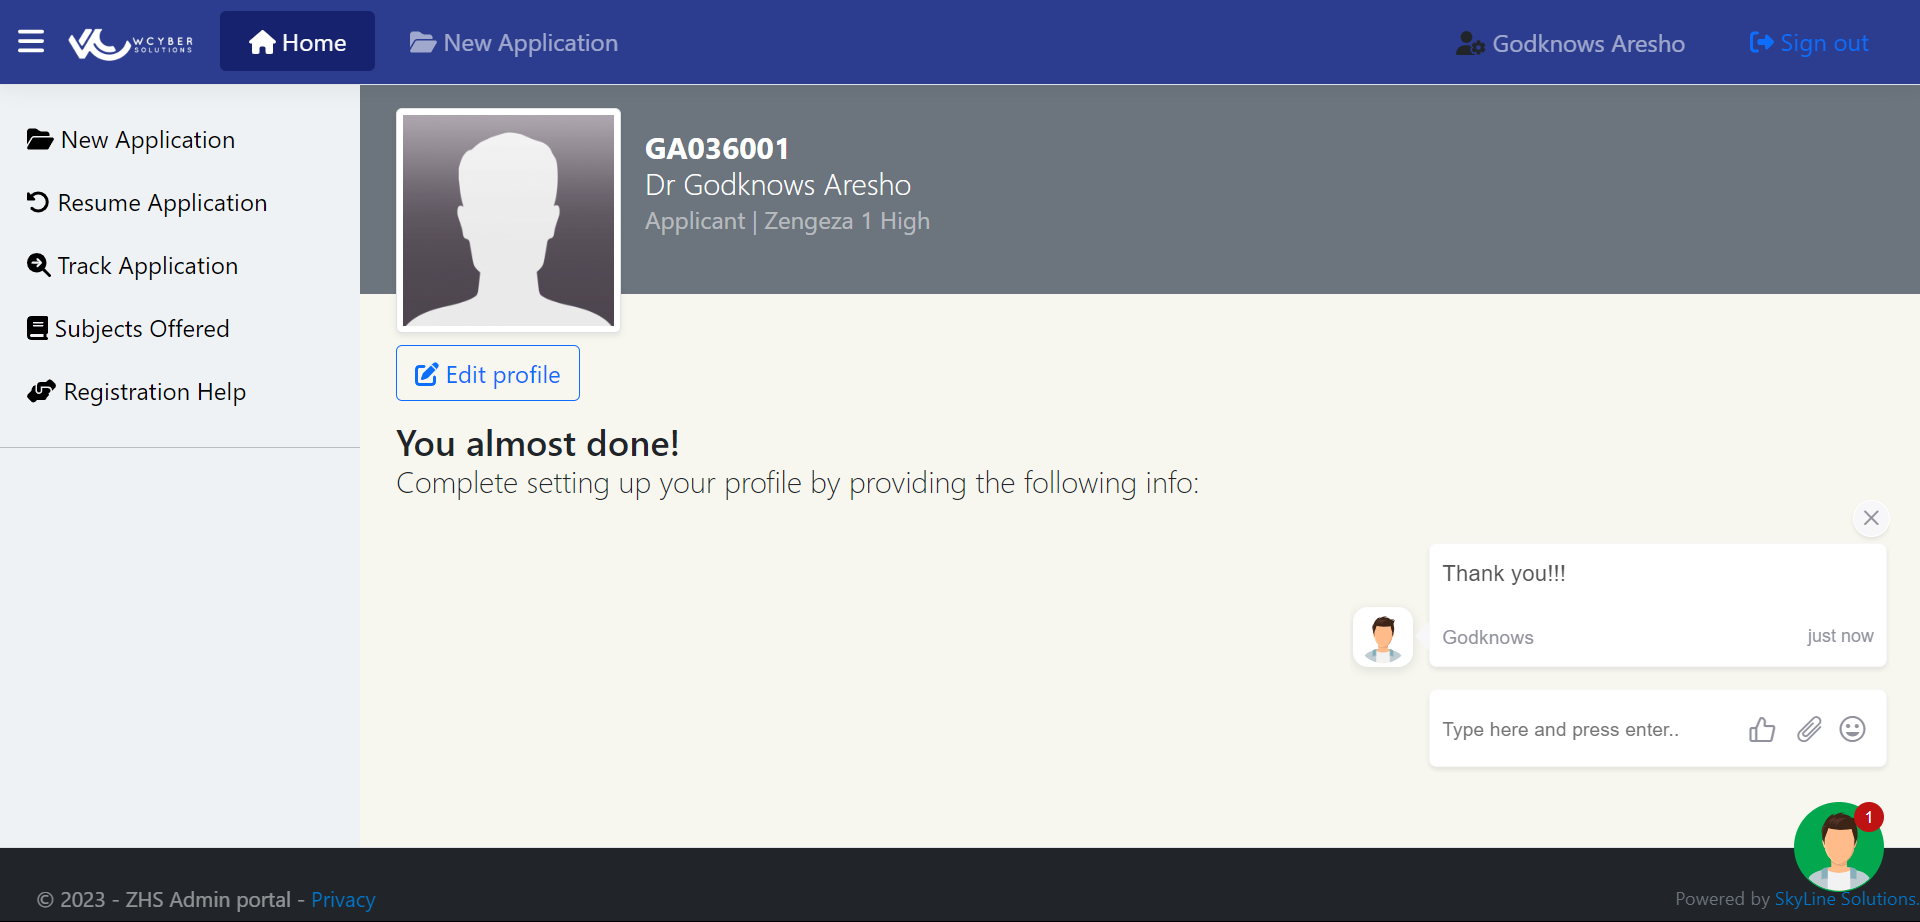 WCYBER
SOLUTIONS
Home
New Application
Godknows Aresho
Sign out
New Application
Resume Application
Track Application
Subjects Offered
Registration Help
GA036001
Dr Godknows Aresho
Applicant | Zengeza 1 High
Edit profile
You almost done!
Complete setting up your profile by providing the following info:
Thank you!!!
Godknows
just now
Type here and press enter..
1
© 2023 - ZHS Admin portal - Privacy
Powered by SkyLine Solutions.